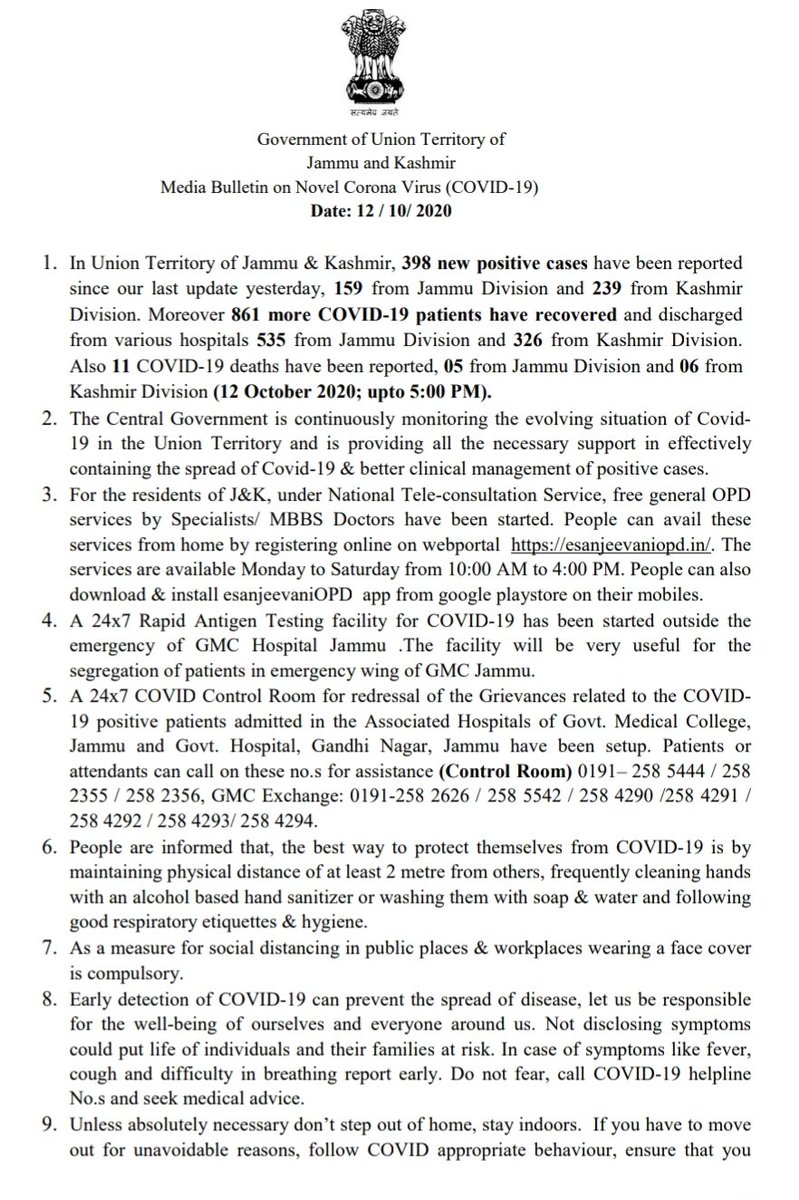 सत्यमेव जयते
Government of Union Territory of
Jammu and Kashmir
Media Bulletin on Novel Corona Virus (COVID-19)
Date: 12 / 10/ 2020
1. In Union Territory of Jammu & Kashmir, 398 new positive cases have been reported
since our last update yesterday, 159 from Jammu Division and 239 from Kashmir
Division. Moreover 861 more COVID-19 patients have recovered and discharged
from various hospitals 535 from Jammu Division and 326 from Kashmir Division.
Also 11 COVID-19 deaths have been reported, 05 from Jammu Division and 06 from
Kashmir Division (12 October 2020; upto 5:00 PM).
2. The Central Government is continuously monitoring the evolving situation of Covid-
19 in the Union Territory and is providing all the necessary support in effectively
containing the spread of Covid-19 & better clinical management of positive cases.
3. For the residents of J&K, under National Tele-consultation Service, free general OPD
services by Specialists/ MBBS Doctors have been started. People can avail these
services from home by registering online on webportal https://esanjeevaniopd.in/. The
services are available Monday to Saturday from 10:00 AM to 4:00 PM. People can also
download & install esanjeevaniOPD app from google playstore on their mobiles.
4. A 24x7 Rapid Antigen Testing facility for COVID-19 has been started outside the
emergency of GMC Hospital Jammu .The facility will be very useful for the
segregation of patients in emergency wing of GMC Jammu.
5. A 24x7 COVID Control Room for redressal of the Grievances related to the COVID-
19 positive patients admitted in the Associated Hospitals of Govt. Medical College,
Jammu and Govt. Hospital, Gandhi Nagar, Jammu have been setup. Patients or
attendants can call on these no.s for assistance (Control Room) 0191– 258 5444 / 258
2355 / 258 2356, GMC Exchange: 0191-258 2626 / 258 5542 / 258 4290 /258 4291 /
258 4292 / 258 4293/ 258 4294.
6. People are informed that, the best way to protect themselves from COVID-19 is by
maintaining physical distance of at least 2 metre from others, frequently cleaning hands
with an alcohol based hand sanitizer or washing them with soap & water and following
good respiratory etiquettes & hygiene.
7. As a measure for social distancing in public places & workplaces wearing a face cover
is compulsory.
8. Early detection of COVID-19 can prevent the spread of disease, let us be responsible
for the well-being of ourselves and everyone around us. Not disclosing symptoms
could put life of individuals and their families at risk. In case of symptoms like fever,
cough and difficulty in breathing report early. Do not fear, call COVID-19 helpline
No.s and seek medical advice.
9. Unless absolutely necessary don’t step out of home, stay indoors. If you have to move
out for unavoidable reasons, follow COVID appropriate behaviour, ensure that you